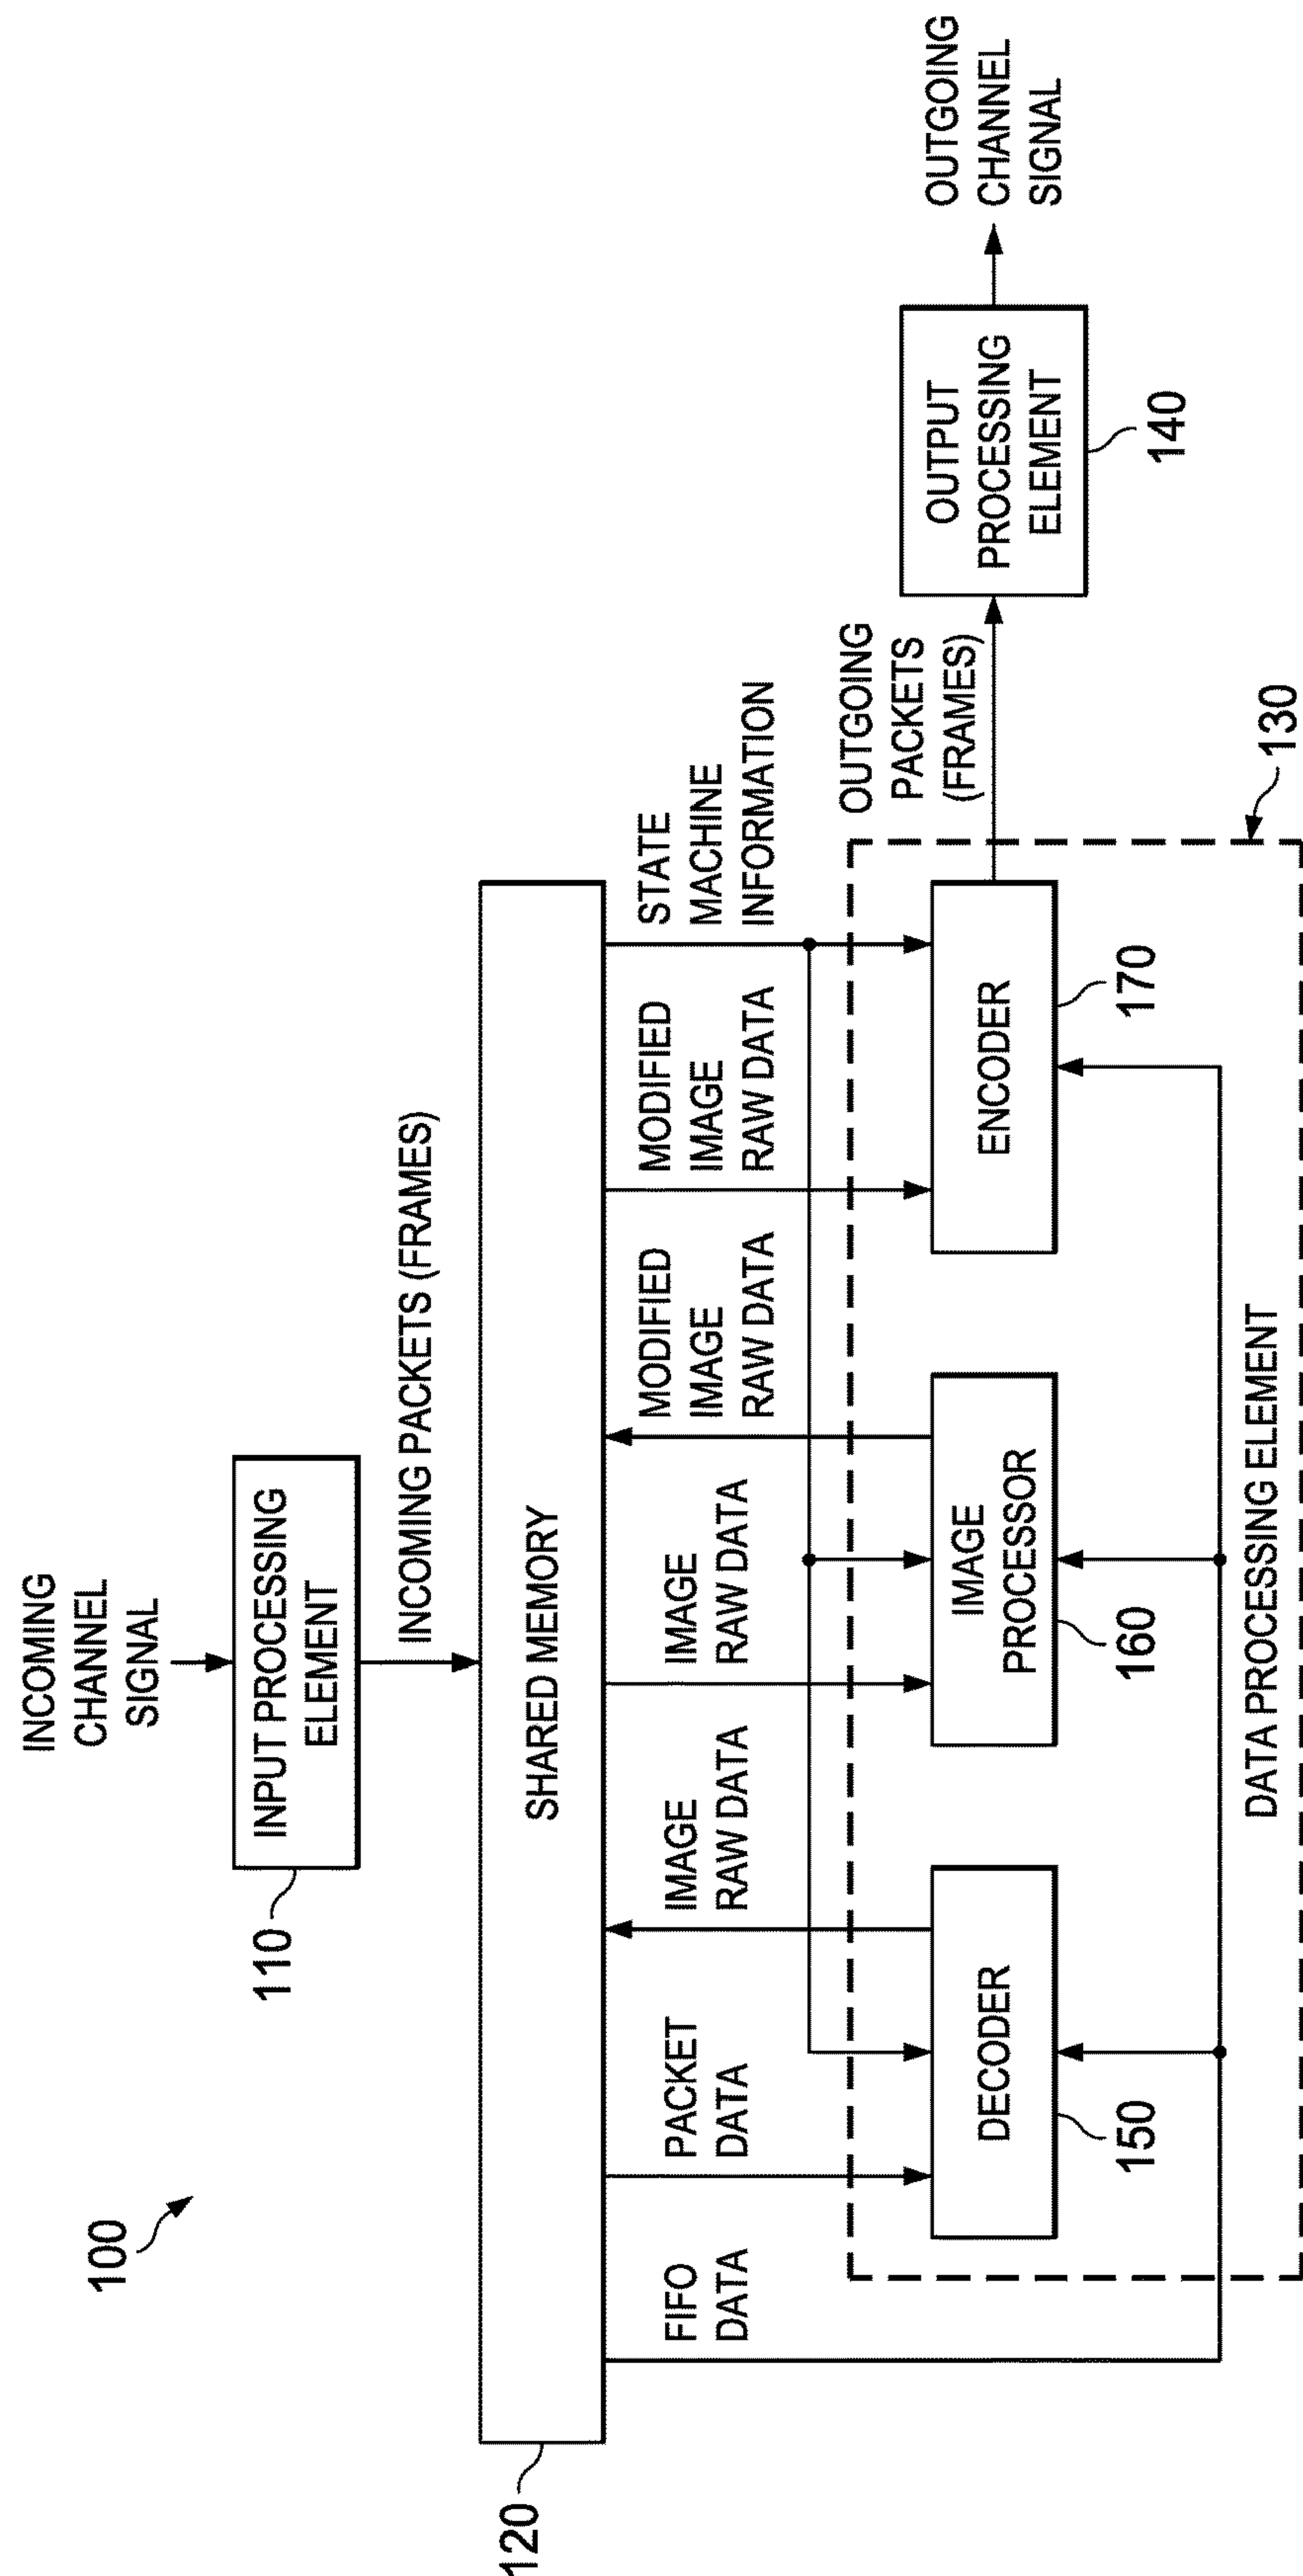 100
INCOMING
CHANNEL
SIGNAL
INPUT PROCESSING
ELEMENT
110
INCOMING PACKETS (FRAMES)
SHARED MEMORY
120
FIFO
DATA
PACKET
DATA
IMAGE
RAW DATA
IMAGE
RAW DATA
MODIFIED
IMAGE
RAW DATA
MODIFIED
IMAGE
RAW DATA
STATE
MACHINE
INFORMATION
DECODER
150
IMAGE
PROCESSOR
160
ENCODER
170
DATA PROCESSING ELEMENT
130
OUTGOING
PACKETS
(FRAMES)
OUTPUT
PROCESSING
ELEMENT
140
OUTGOING
CHANNEL
SIGNAL